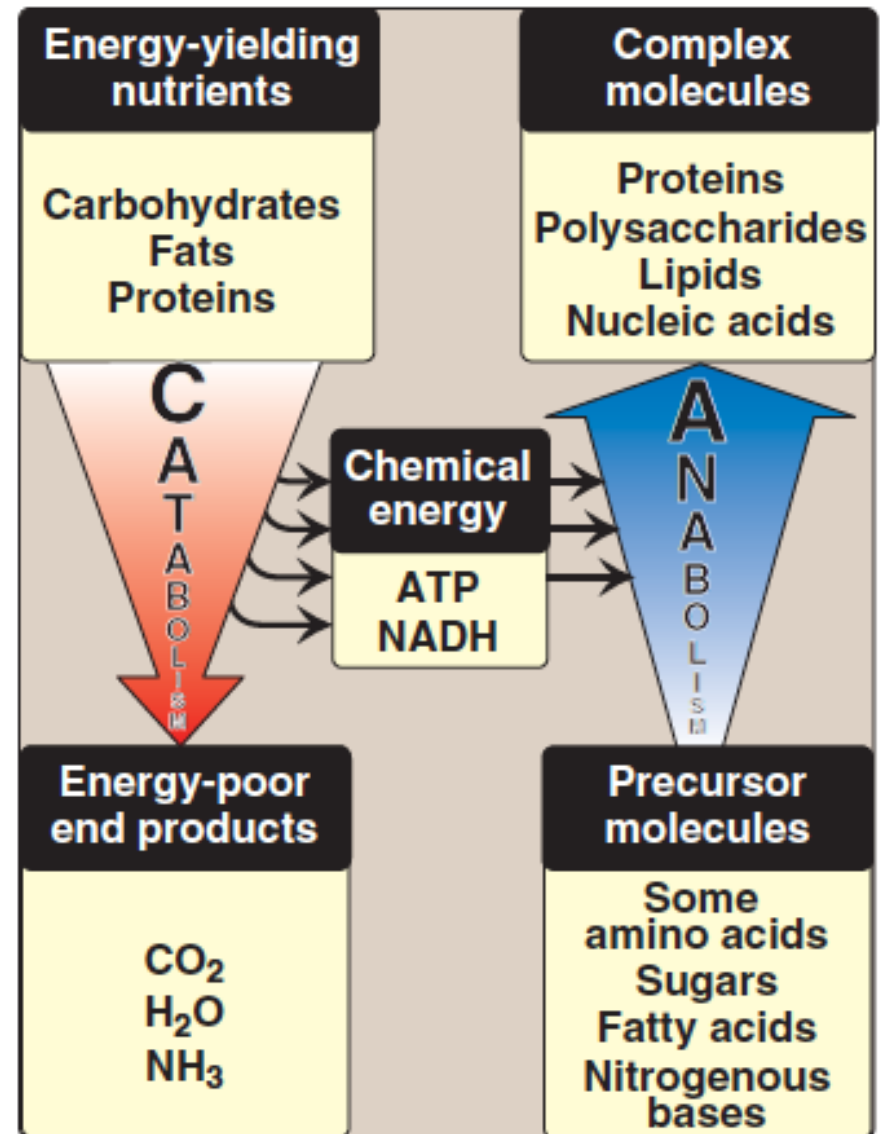 Energy-yielding
nutrients
Carbohydrates
Fats
Proteins
Complex
molecules
Proteins
Polysaccharides
Lipids
Nucleic acids
CATABOLISM
Chemical
energy
ATP
NADH
ANABOLISM
Energy-poor
end products
CO₂
H₂O
NH₃
Precursor
molecules
Some
amino acids
Sugars
Fatty acids
Nitrogenous
bases